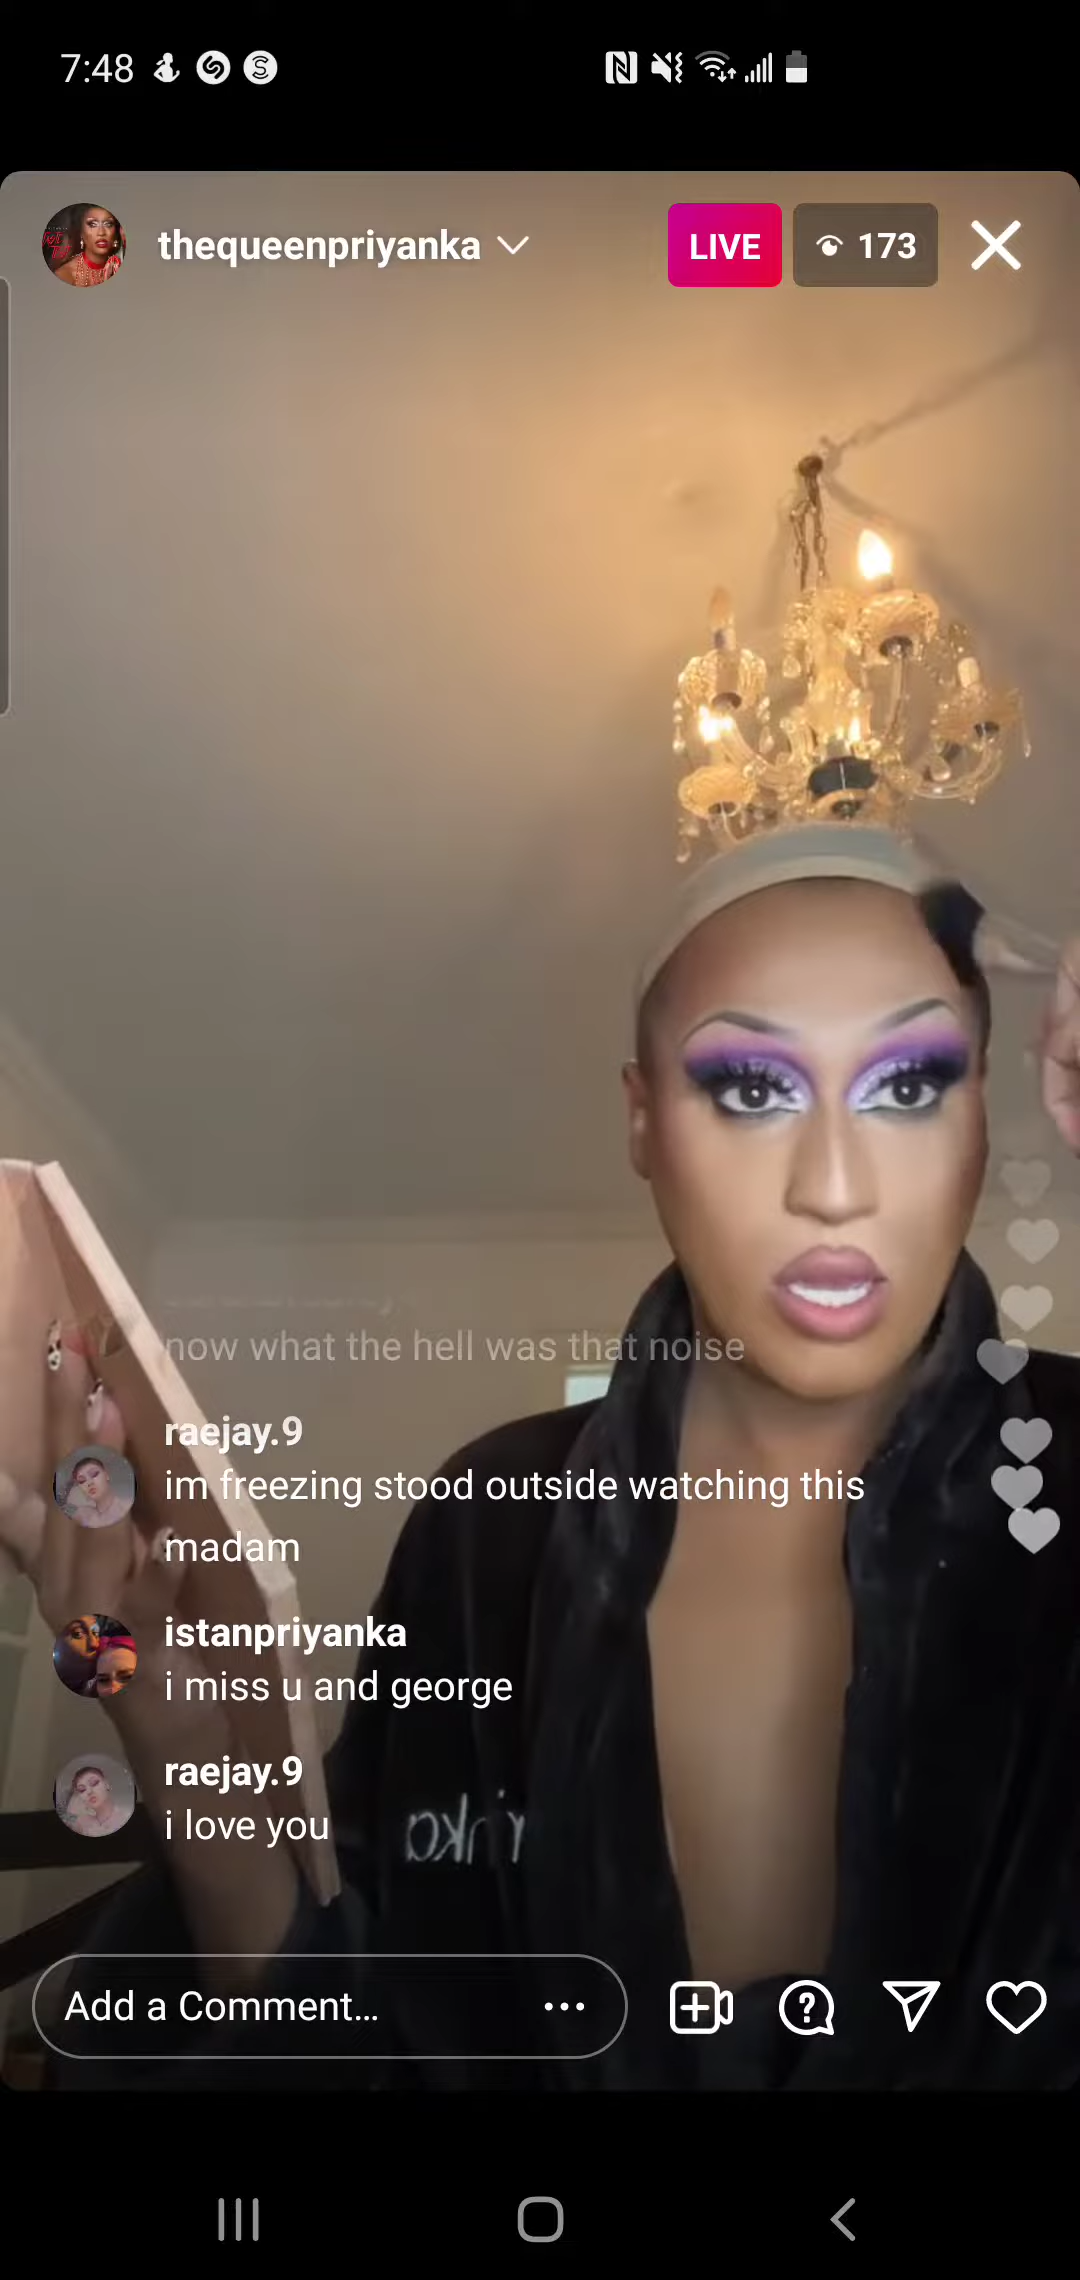 7:48
thequeenpriyanka
LIVE
173
now what the hell was that noise
raejay.9
im freezing stood outside watching this
madam
istanpriyanka
i miss u and george
raejay.9
i love you
Add a Comment...